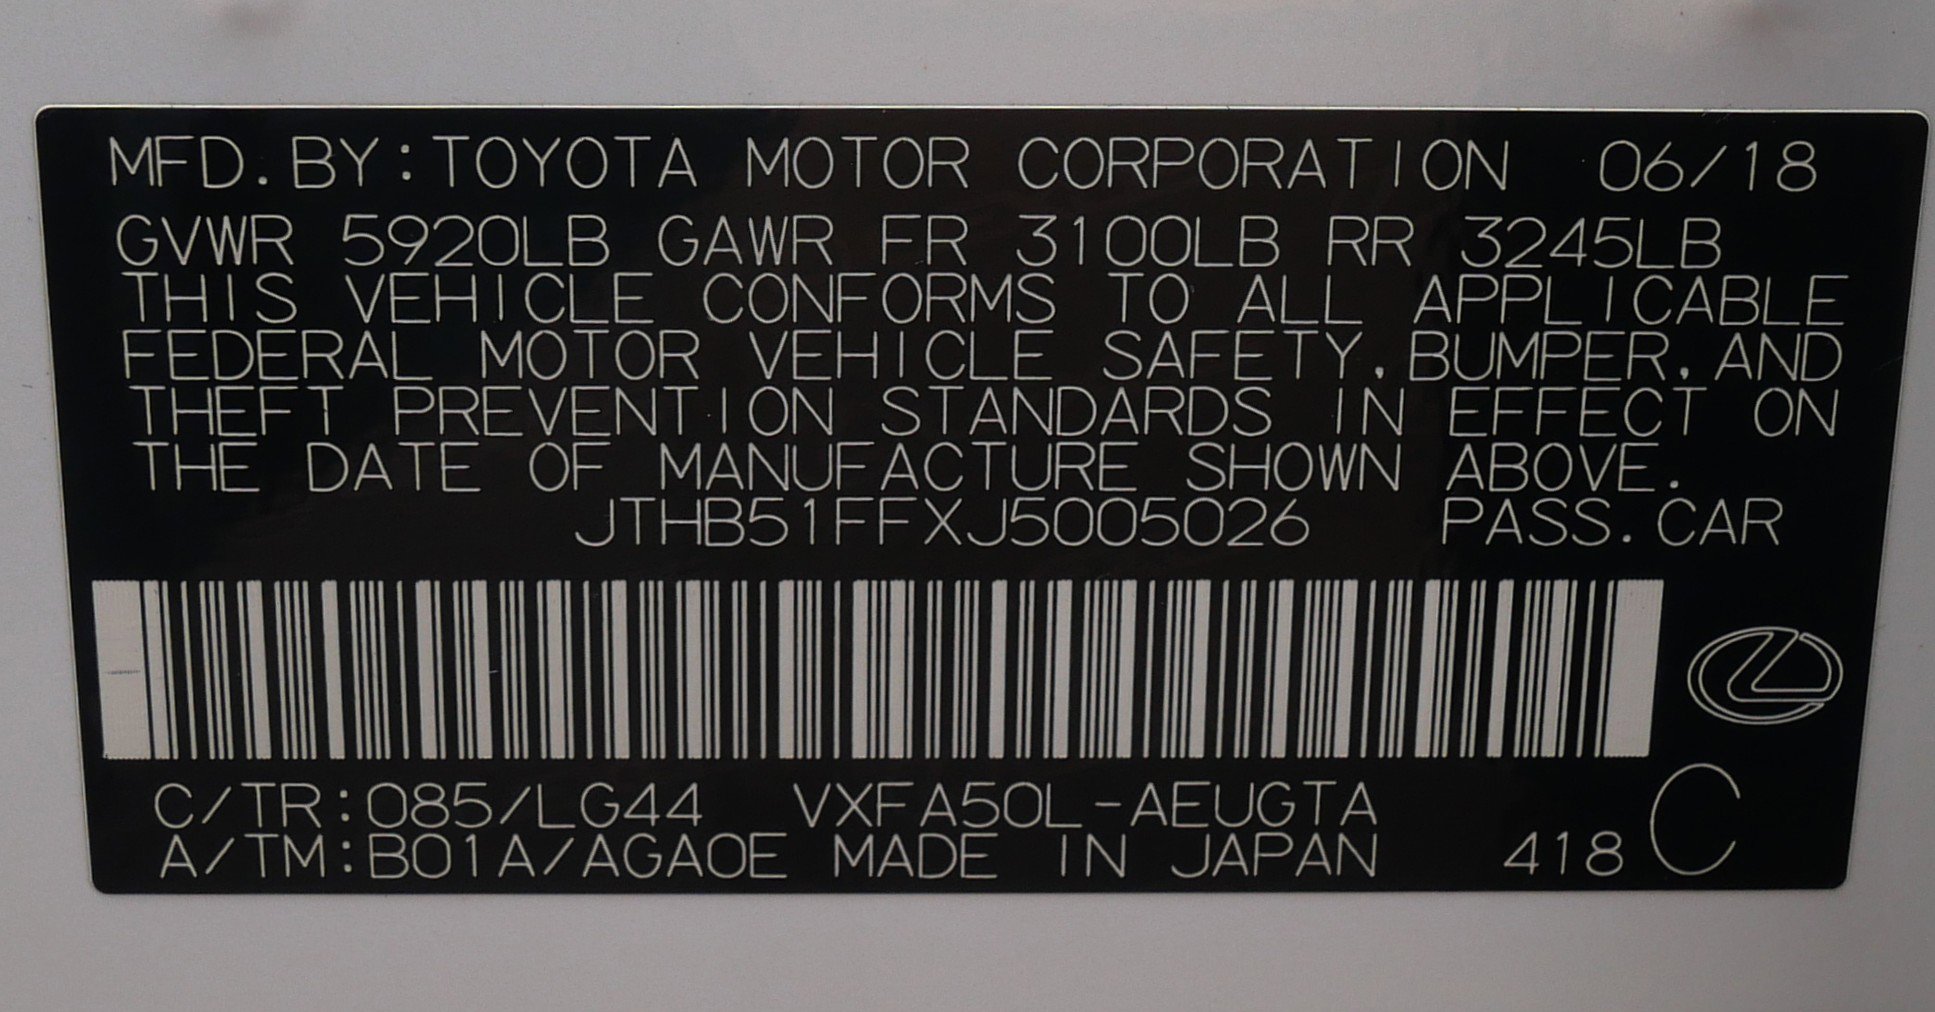 MFD. BY: TOYOTA MOTOR CORPORATION 06/18
GVWR 5920LB GAWR FR 3100LB RR 3245LB
THIS VEHICLE CONFORMS TO ALL APPLICABLE
FEDERAL MOTOR VEHICLE SAFETY, BUMPER, AND
THEFT PREVENTION STANDARDS IN EFFECT ON
THE DATE OF MANUFACTURE SHOWN ABOVE.
JTHB51FFXJ5005026 PASS. CAR
C/TR: 085/LG44 VXFA50L-AEUGTA
A/TM: B01A/AGA0E MADE IN JAPAN 418 C